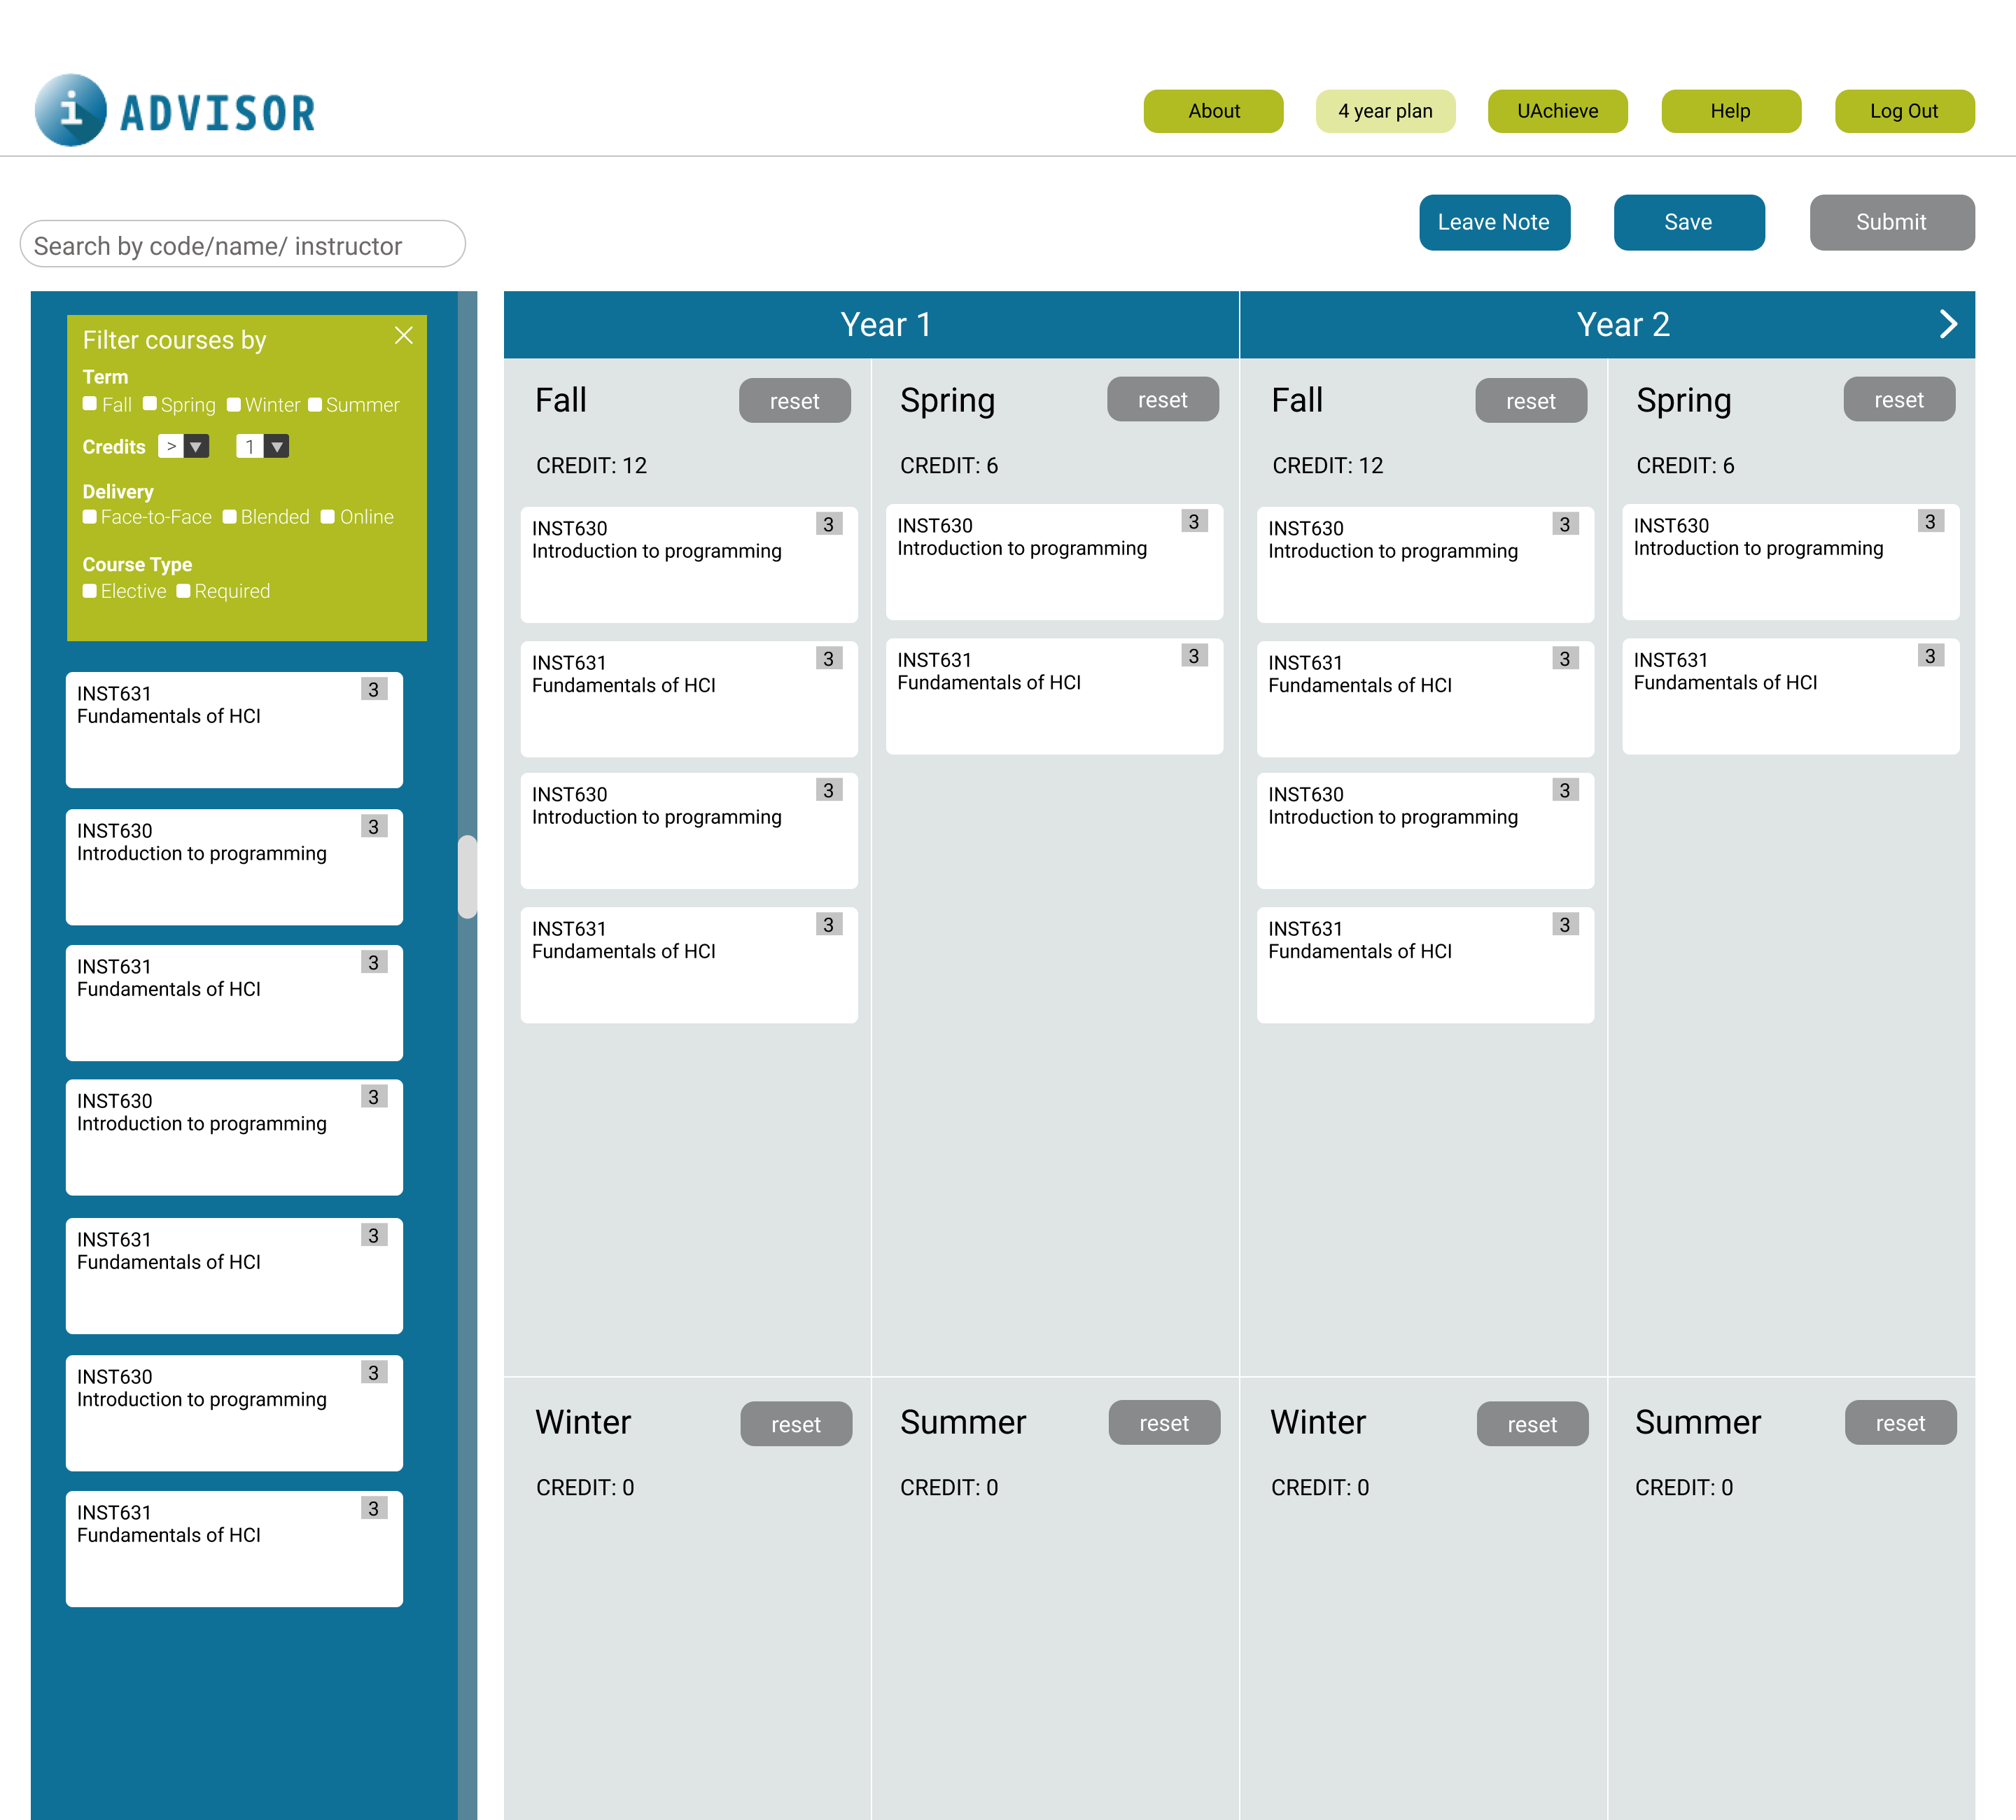 i ADVISOR
About
4 year plan
UAchieve
Help
Log Out
Leave Note
Save
Submit
Search by code/name/ instructor
Filter courses by
Term
Fall Spring Winter Summer
Credits > 1
Delivery
Face-to-Face Blended Online
Course Type
Elective Required
INST631 3
Fundamentals of HCI
INST630 3
Introduction to programming
INST631 3
Fundamentals of HCI
INST630 3
Introduction to programming
INST631 3
Fundamentals of HCI
INST630 3
Introduction to programming
INST631 3
Fundamentals of HCI
Year 1
Fall reset
CREDIT: 12
INST630 3
Introduction to programming
INST631 3
Fundamentals of HCI
INST630 3
Introduction to programming
INST631 3
Fundamentals of HCI
Spring reset
CREDIT: 6
INST630 3
Introduction to programming
INST631 3
Fundamentals of HCI
Winter reset
CREDIT: 0
Summer reset
CREDIT: 0
Year 2
Fall reset
CREDIT: 12
INST630 3
Introduction to programming
INST631 3
Fundamentals of HCI
INST630 3
Introduction to programming
INST631 3
Fundamentals of HCI
Spring reset
CREDIT: 6
INST630 3
Introduction to programming
INST631 3
Fundamentals of HCI
Winter reset
CREDIT: 0
Summer reset
CREDIT: 0